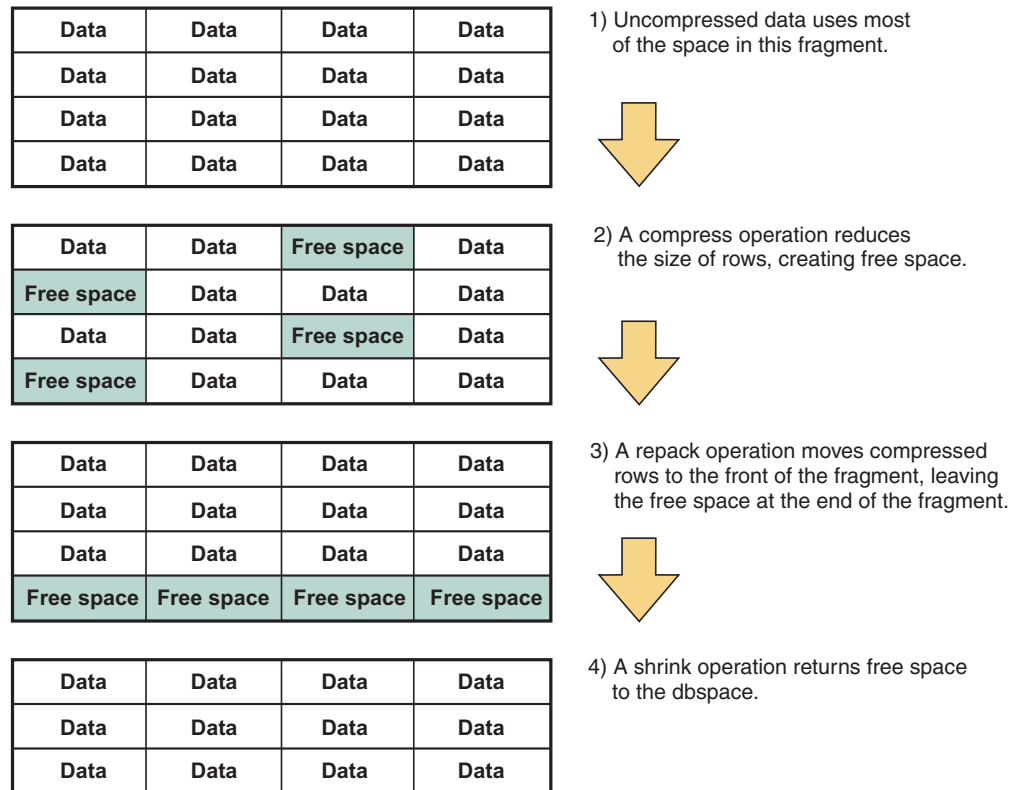 Data Data Data Data
Data Data Data Data
Data Data Data Data
Data Data Data Data
1) Uncompressed data uses most
of the space in this fragment.
Data Data Free space Data
Free space Data Data Data
Data Data Free space Data
Free space Data Data Data
2) A compress operation reduces
the size of rows, creating free space.
Data Data Data Data
Data Data Data Data
Data Data Data Data
Free space Free space Free space Free space
3) A repack operation moves compressed
rows to the front of the fragment, leaving
the free space at the end of the fragment.
Data Data Data Data
Data Data Data Data
Data Data Data Data
4) A shrink operation returns free space
to the dbspace.